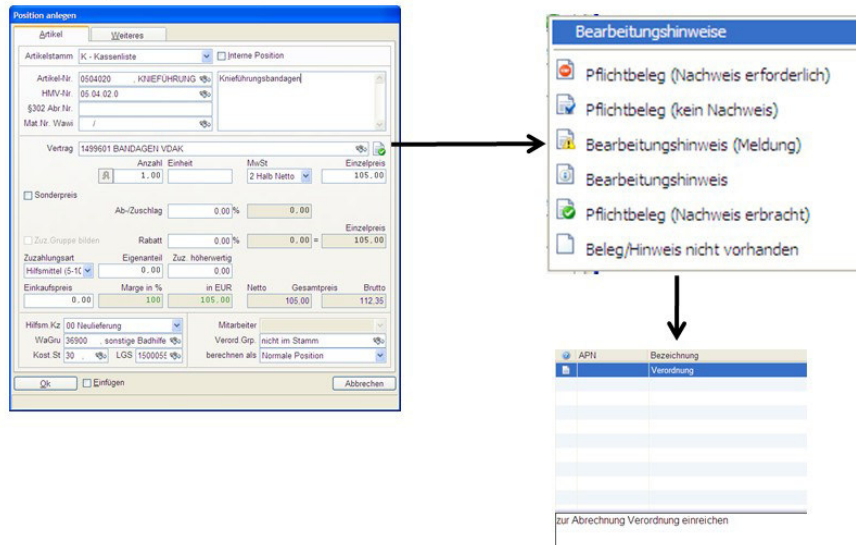 Position anlegen
Artikel Weiteres
Artikelstamm K - Kassenliste Interne Position
Artikel-Nr. 0504020 . KNIEFÜHRUNG Knieführungsbandagen
HMV-Nr. 05.04.02.0
§302 Abr.Nr.
Mat.Nr. Wawi /
Vertrag 1499601 BANDAGEN VDAK
Anzahl Einheit MwSt Einzelpreis
1.00 2 Halb Netto 105.00
Sonderpreis
Ab-/Zuschlag 0.00 % 0.00
Einzelpreis
Zuz.Gruppe bilden Rabatt 0.00 % 0.00 = 105.00
Zuzahlungsart Eigenanteil Zuz. höherwertig
Hilfsmittel (5-1( 0.00 0.00
Einkaufspreis Marge in % in EUR Netto Gesamtpreis Brutto
0.00 100 105.00 105.00 112.35
Hilfsm.Kz 00 Neulieferung Mitarbeiter
WaGru 36900 . sonstige Badhilfe Verord.Grp. nicht im Stamm
Kost.St 30 . LGS 1500055 berechnen als Normale Position
Ok Einfügen Abbrechen
Bearbeitungshinweise
Pflichtbeleg (Nachweis erforderlich)
Pflichtbeleg (kein Nachweis)
Bearbeitungshinweis (Meldung)
Bearbeitungshinweis
Pflichtbeleg (Nachweis erbracht)
Beleg/Hinweis nicht vorhanden
APN Bezeichnung
Verordnung
zur Abrechnung Verordnung einreichen